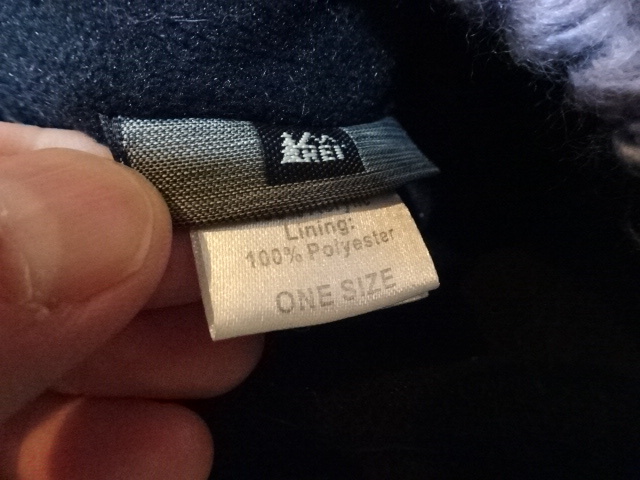 REI
Lining:
100% Polyester
ONE SIZE